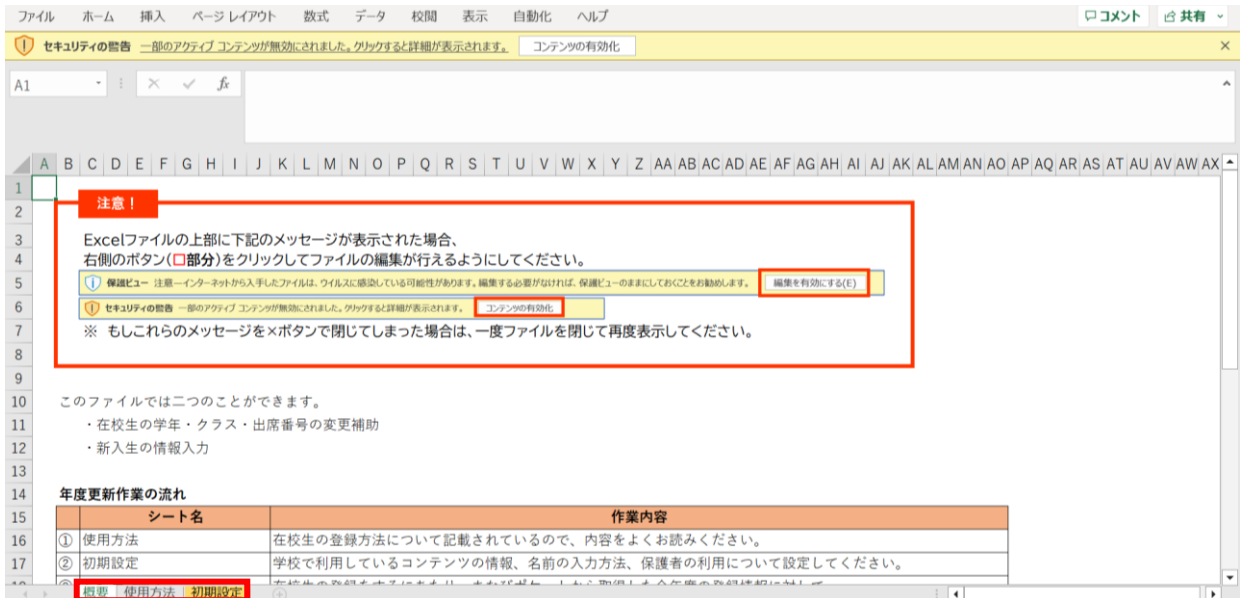 ファイル ホーム 挿入 ページ レイアウト 数式 データ 校閲 表示 自動化 ヘルプ コメント 共有
セキュリティの警告 一部のアクティブ コンテンツが無効にされました。クリックすると詳細が表示されます。 コンテンツの有効化
A1 fx
A B C D E F G H I J K L M N O P Q R S T U V W X Y Z AA AB AC AD AE AF AG AH AI AJ AK AL AM AN AO AP AQ AR AS AT AU AV AW AX
1
注意！
2
3 Excelファイルの上部に下記のメッセージが表示された場合、
4 右側のボタン(□部分)をクリックしてファイルの編集が行えるようにしてください。
5 保護ビュー 注意—インターネットから入手したファイルは、ウイルスに感染している可能性があります。編集する必要がなければ、保護ビューのままにしておくことをお勧めします。 編集を有効にする(E)
6 セキュリティの警告 一部のアクティブ コンテンツが無効にされました。クリックすると詳細が表示されます。 コンテンツの有効化
7 ※ もしこれらのメッセージを×ボタンで閉じてしまった場合は、一度ファイルを閉じて再度表示してください。
8
9
10 このファイルでは二つのことができます。
11 ・在校生の学年・クラス・出席番号の変更補助
12 ・新入生の情報入力
13
14 年度更新作業の流れ
15 シート名 作業内容
16 ① 使用方法 在校生の登録方法について記載されているので、内容をよくお読みください。
17 ② 初期設定 学校で利用しているコンテンツの情報、名前の入力方法、保護者の利用について設定してください。
概要 使用方法 初期設定